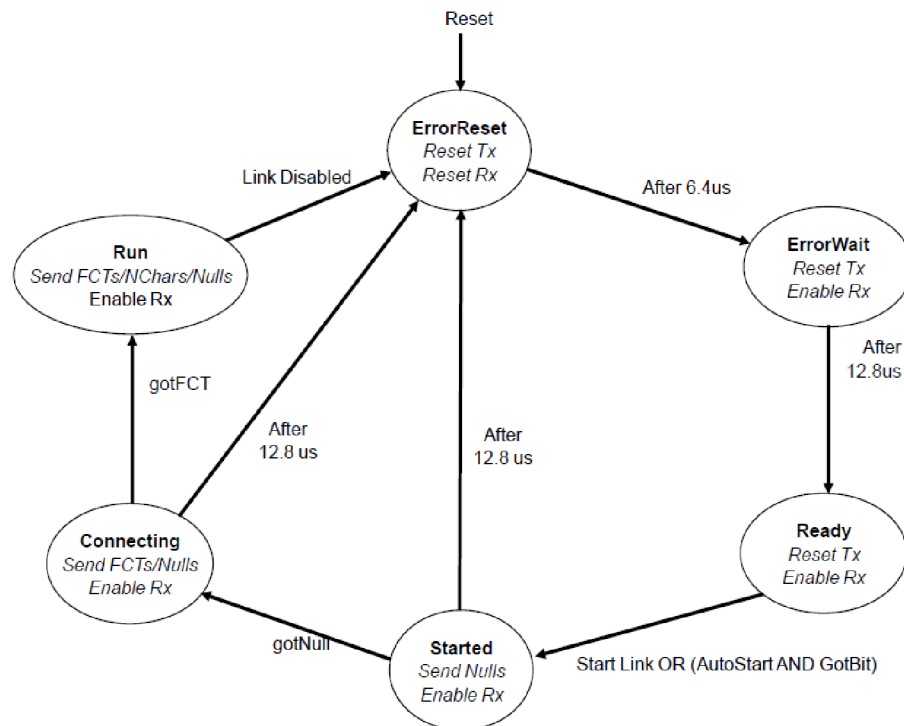 Reset
ErrorReset
Reset Tx
Reset Rx
Link Disabled
After 6.4us
Run
Send FCTs/NChars/Nulls
Enable Rx
ErrorWait
Reset Tx
Enable Rx
gotFCT
After
12.8us
After
12.8 us
After
12.8 us
Connecting
Send FCTs/Nulls
Enable Rx
Ready
Reset Tx
Enable Rx
gotNull
Started
Send Nulls
Enable Rx
Start Link OR (AutoStart AND GotBit)